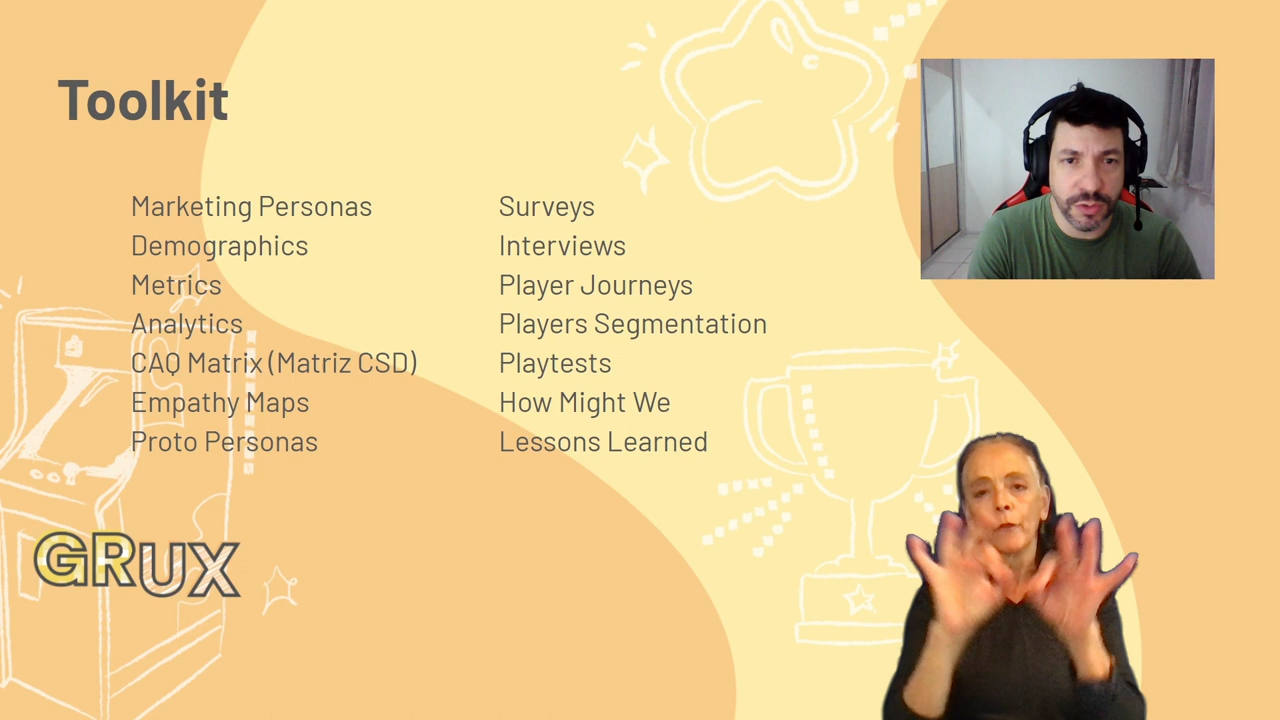 Toolkit
Marketing Personas
Demographics
Metrics
Analytics
CAQ Matrix (Matriz CSD)
Empathy Maps
Proto Personas
Surveys
Interviews
Player Journeys
Players Segmentation
Playtests
How Might We
Lessons Learned
GRUX